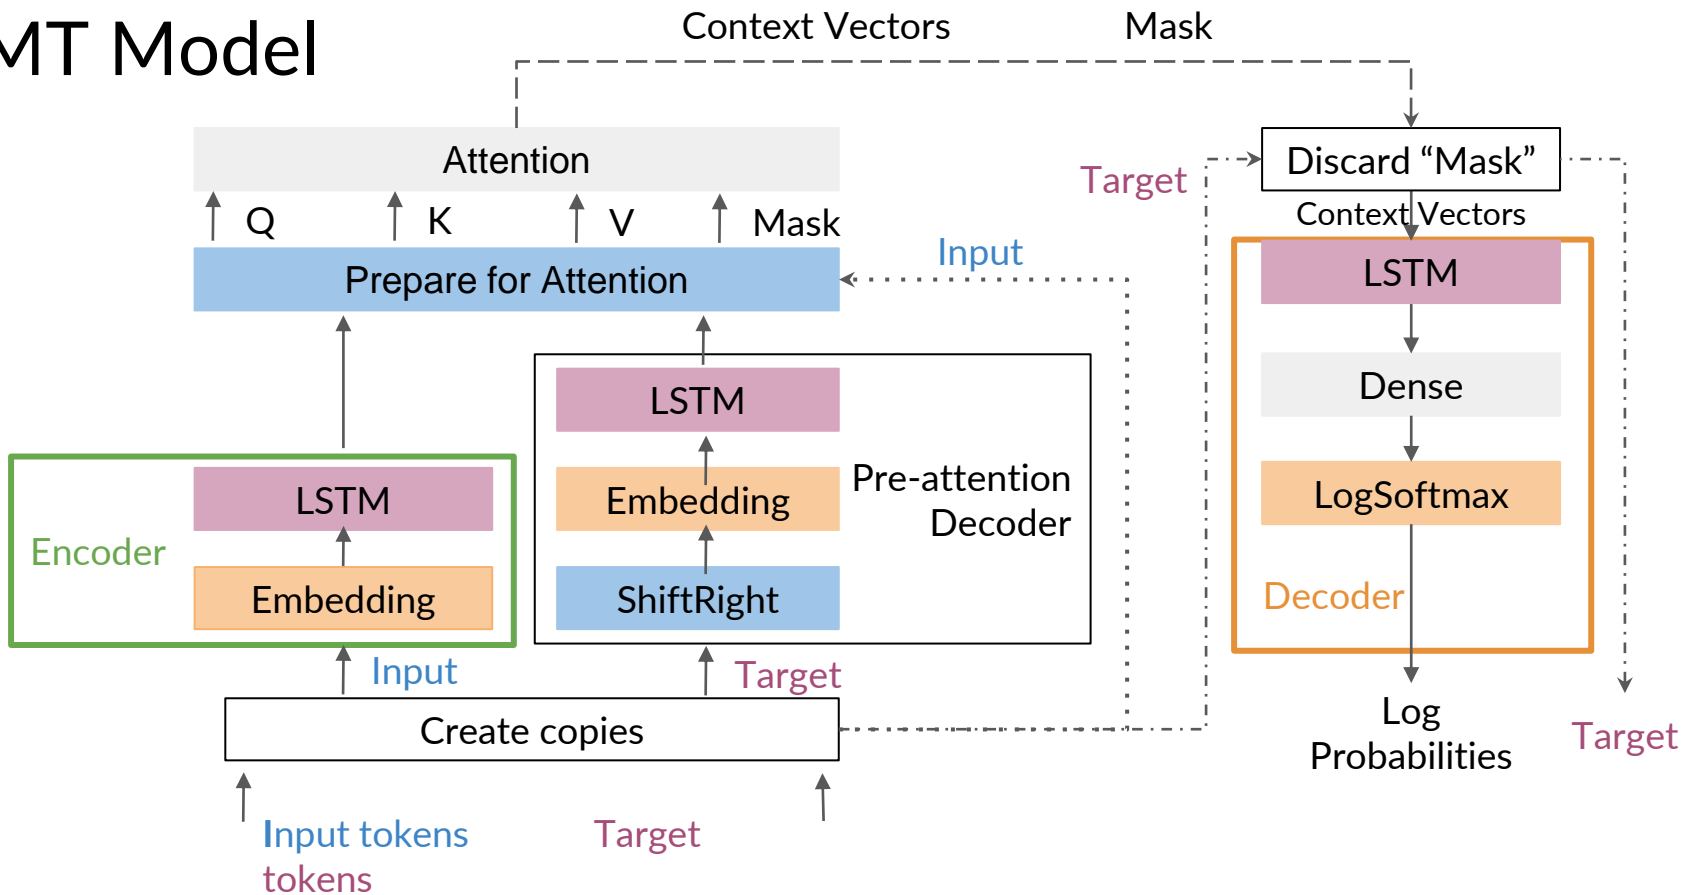 MT Model
Context Vectors
Mask
Attention
Discard “Mask”
Target
Q
K
V
Mask
Context Vectors
Input
Prepare for Attention
LSTM
LSTM
Dense
Pre-attention
Decoder
Embedding
LSTM
LogSoftmax
Encoder
Embedding
ShiftRight
Decoder
Input
Target
Create copies
Log
Probabilities
Target
Input tokens
Target
tokens